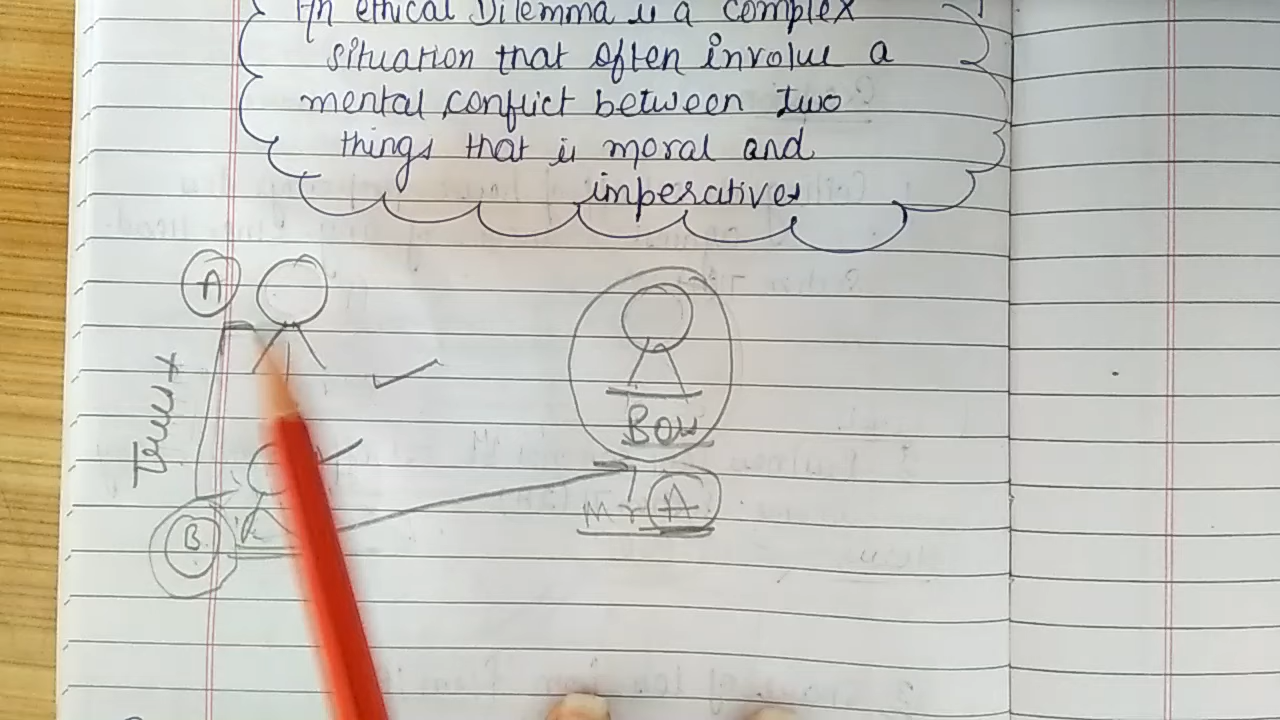 An ethical Dilemma is a complex
situation that often involve a
mental conflict between two
things that is moral and
imperatives
A
Trust
B
Mr A